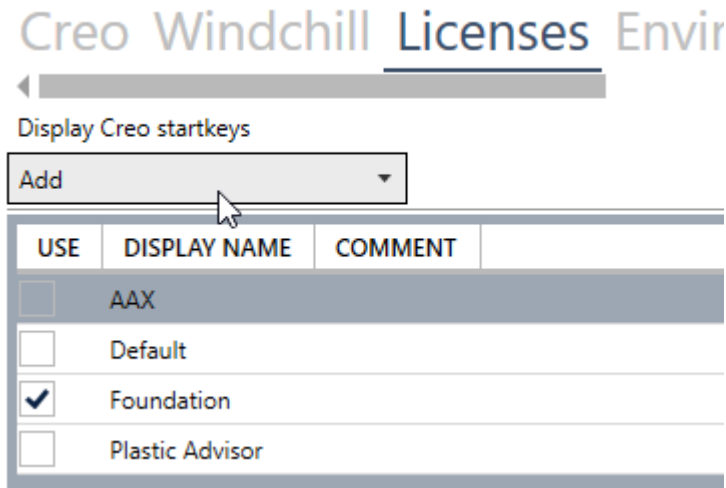 Creo Windchill Licenses Envir
Display Creo startkeys
Add
USE DISPLAY NAME COMMENT
AAX
Default
Foundation
Plastic Advisor